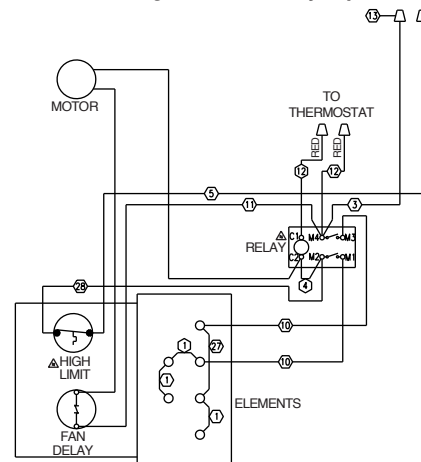 13
MOTOR
TO
THERMOSTAT
RED
RED
12
12
5
11
3
C1 M4 M3
RELAY
C2 M2 M1
4
28
10
1
27
HIGH
LIMIT
10
1
1
ELEMENTS
FAN
DELAY